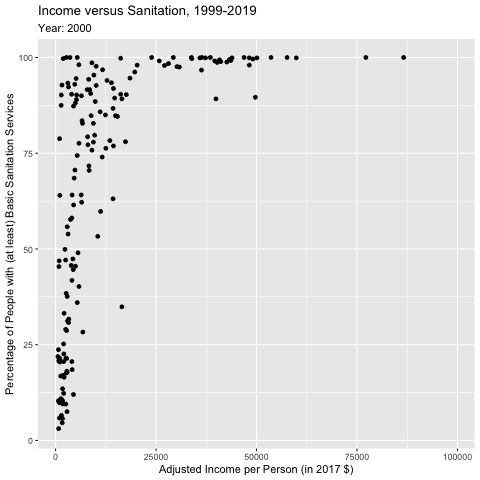 Income versus Sanitation, 1999-2019
Year: 2000
Percentage of People with (at least) Basic Sanitation Services
100
75
50
25
0
0 25000 50000 75000 100000
Adjusted Income per Person (in 2017 $)